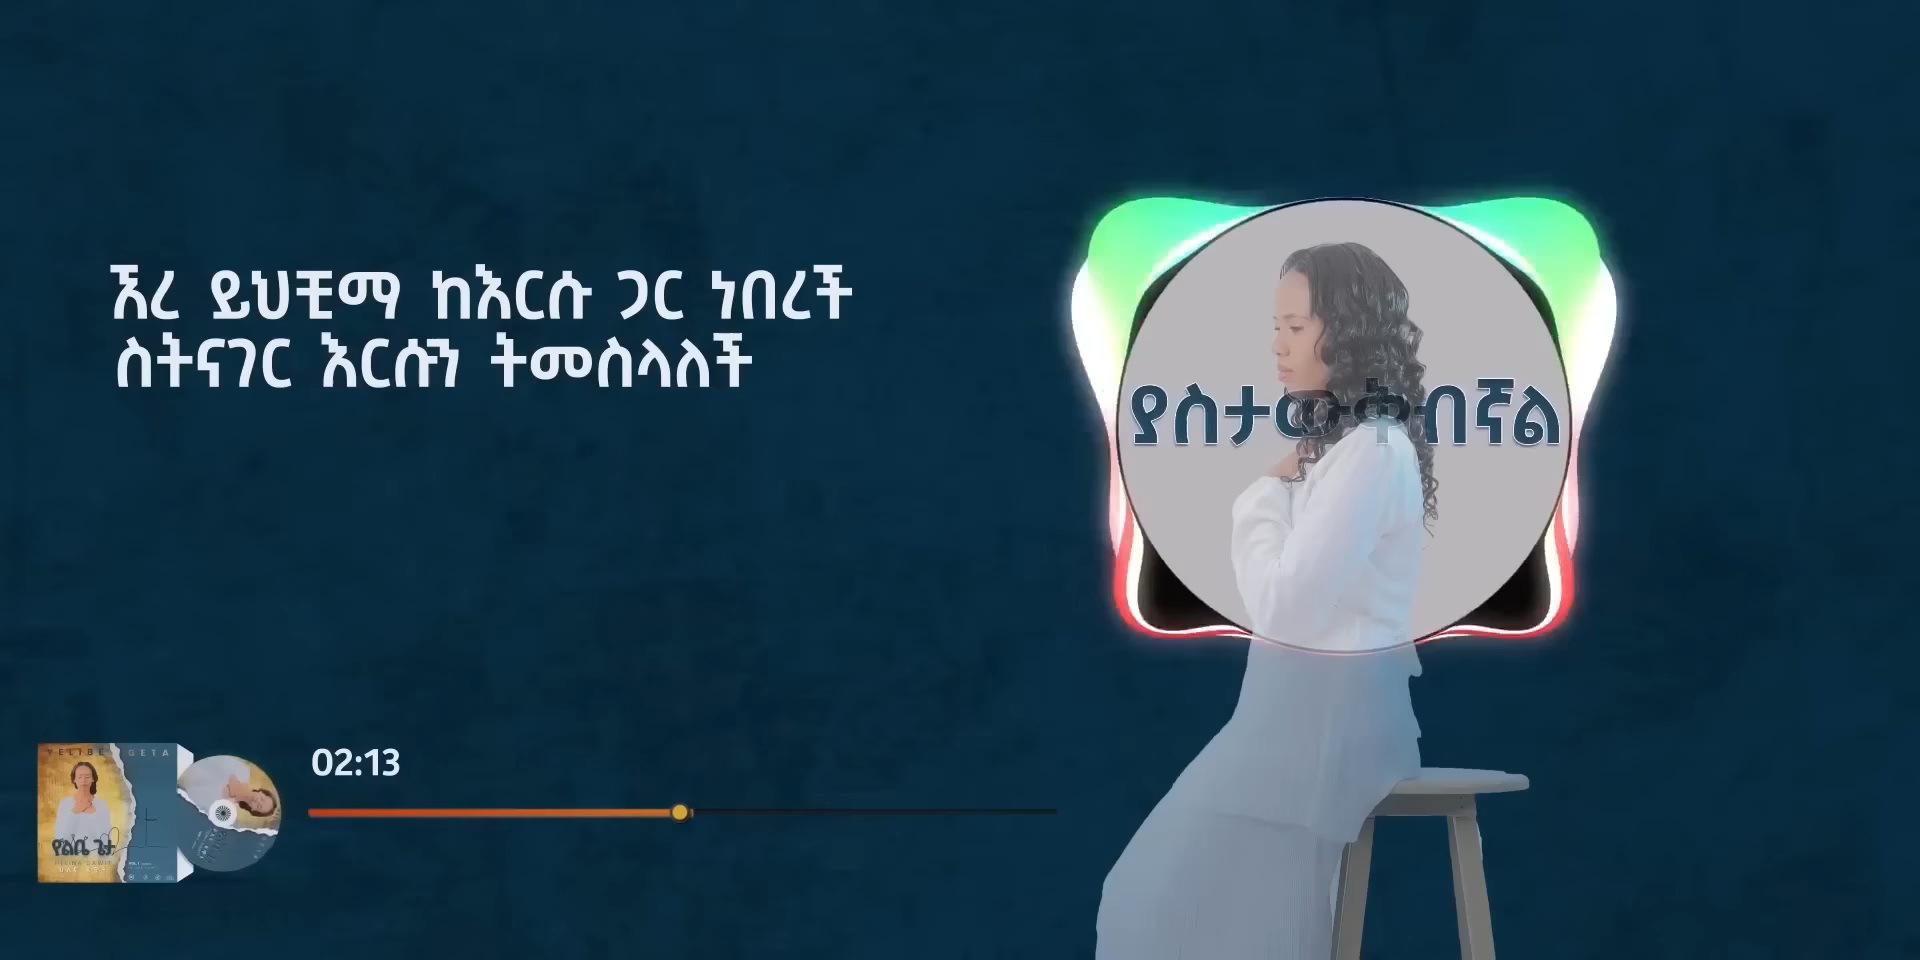 ኧረ ይህቺማ ከእርሱ ጋር ነበረች
ስትናገር እርሱን ትመስላለች
ያስታውቅብኛል
02:13
YELIBE GETA
የልቤ ጌታ